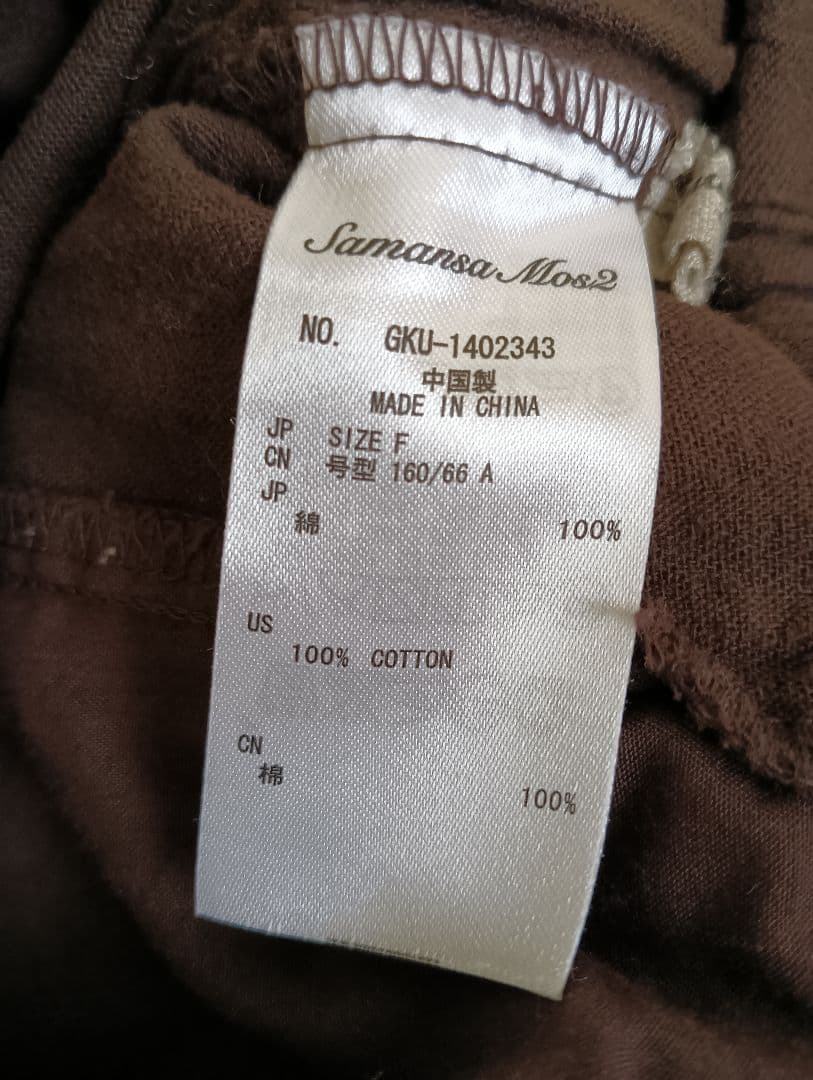 Samansa Mos2
NO. GKU-1402343
中国製
MADE IN CHINA
JP SIZE F
CN 号型 160/66 A
JP
綿 100%
US
100% COTTON
CN
棉 100%